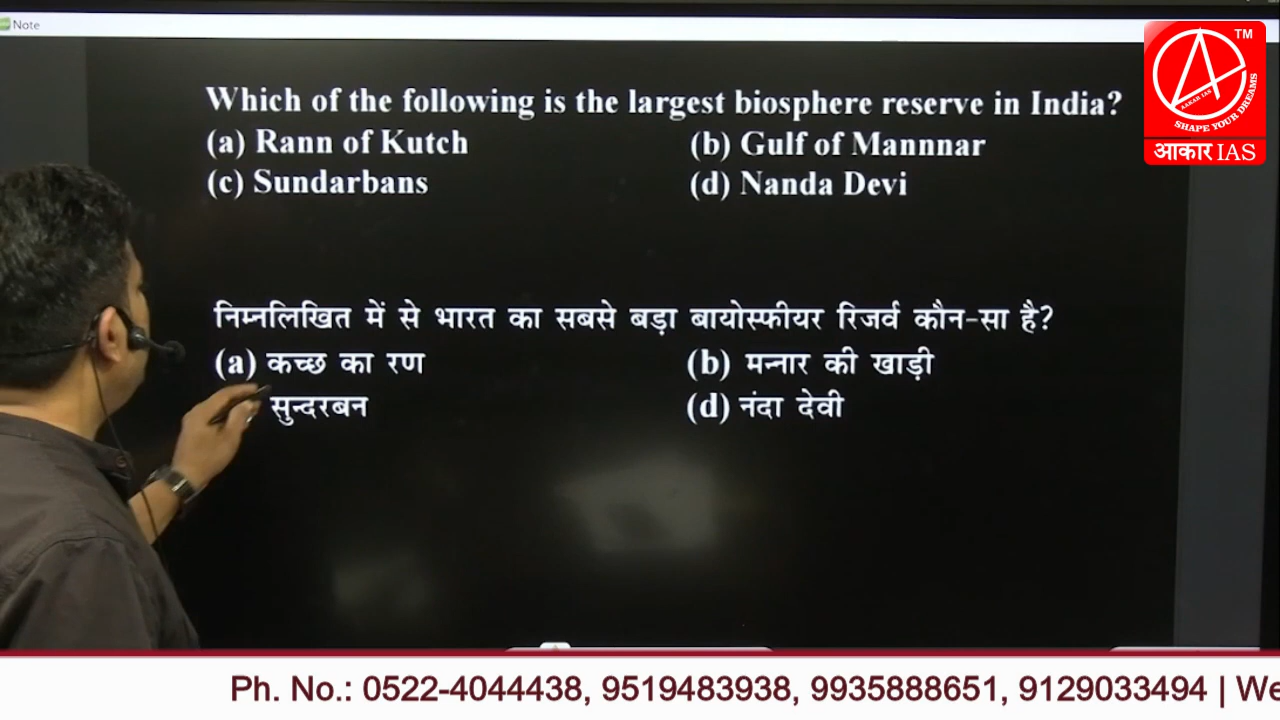 Note
Which of the following is the largest biosphere reserve in India?
(a) Rann of Kutch (b) Gulf of Mannnar
(c) Sundarbans (d) Nanda Devi
निम्नलिखित में से भारत का सबसे बड़ा बायोस्फीयर रिजर्व कौन-सा है?
(a) कच्छ का रण (b) मन्नार की खाड़ी
सुन्दरबन (d) नंदा देवी
TM
A
AAKAR IAS
SHAPE YOUR DREAMS
आकार IAS
Ph. No.: 0522-4044438, 9519483938, 9935888651, 9129033494 | We